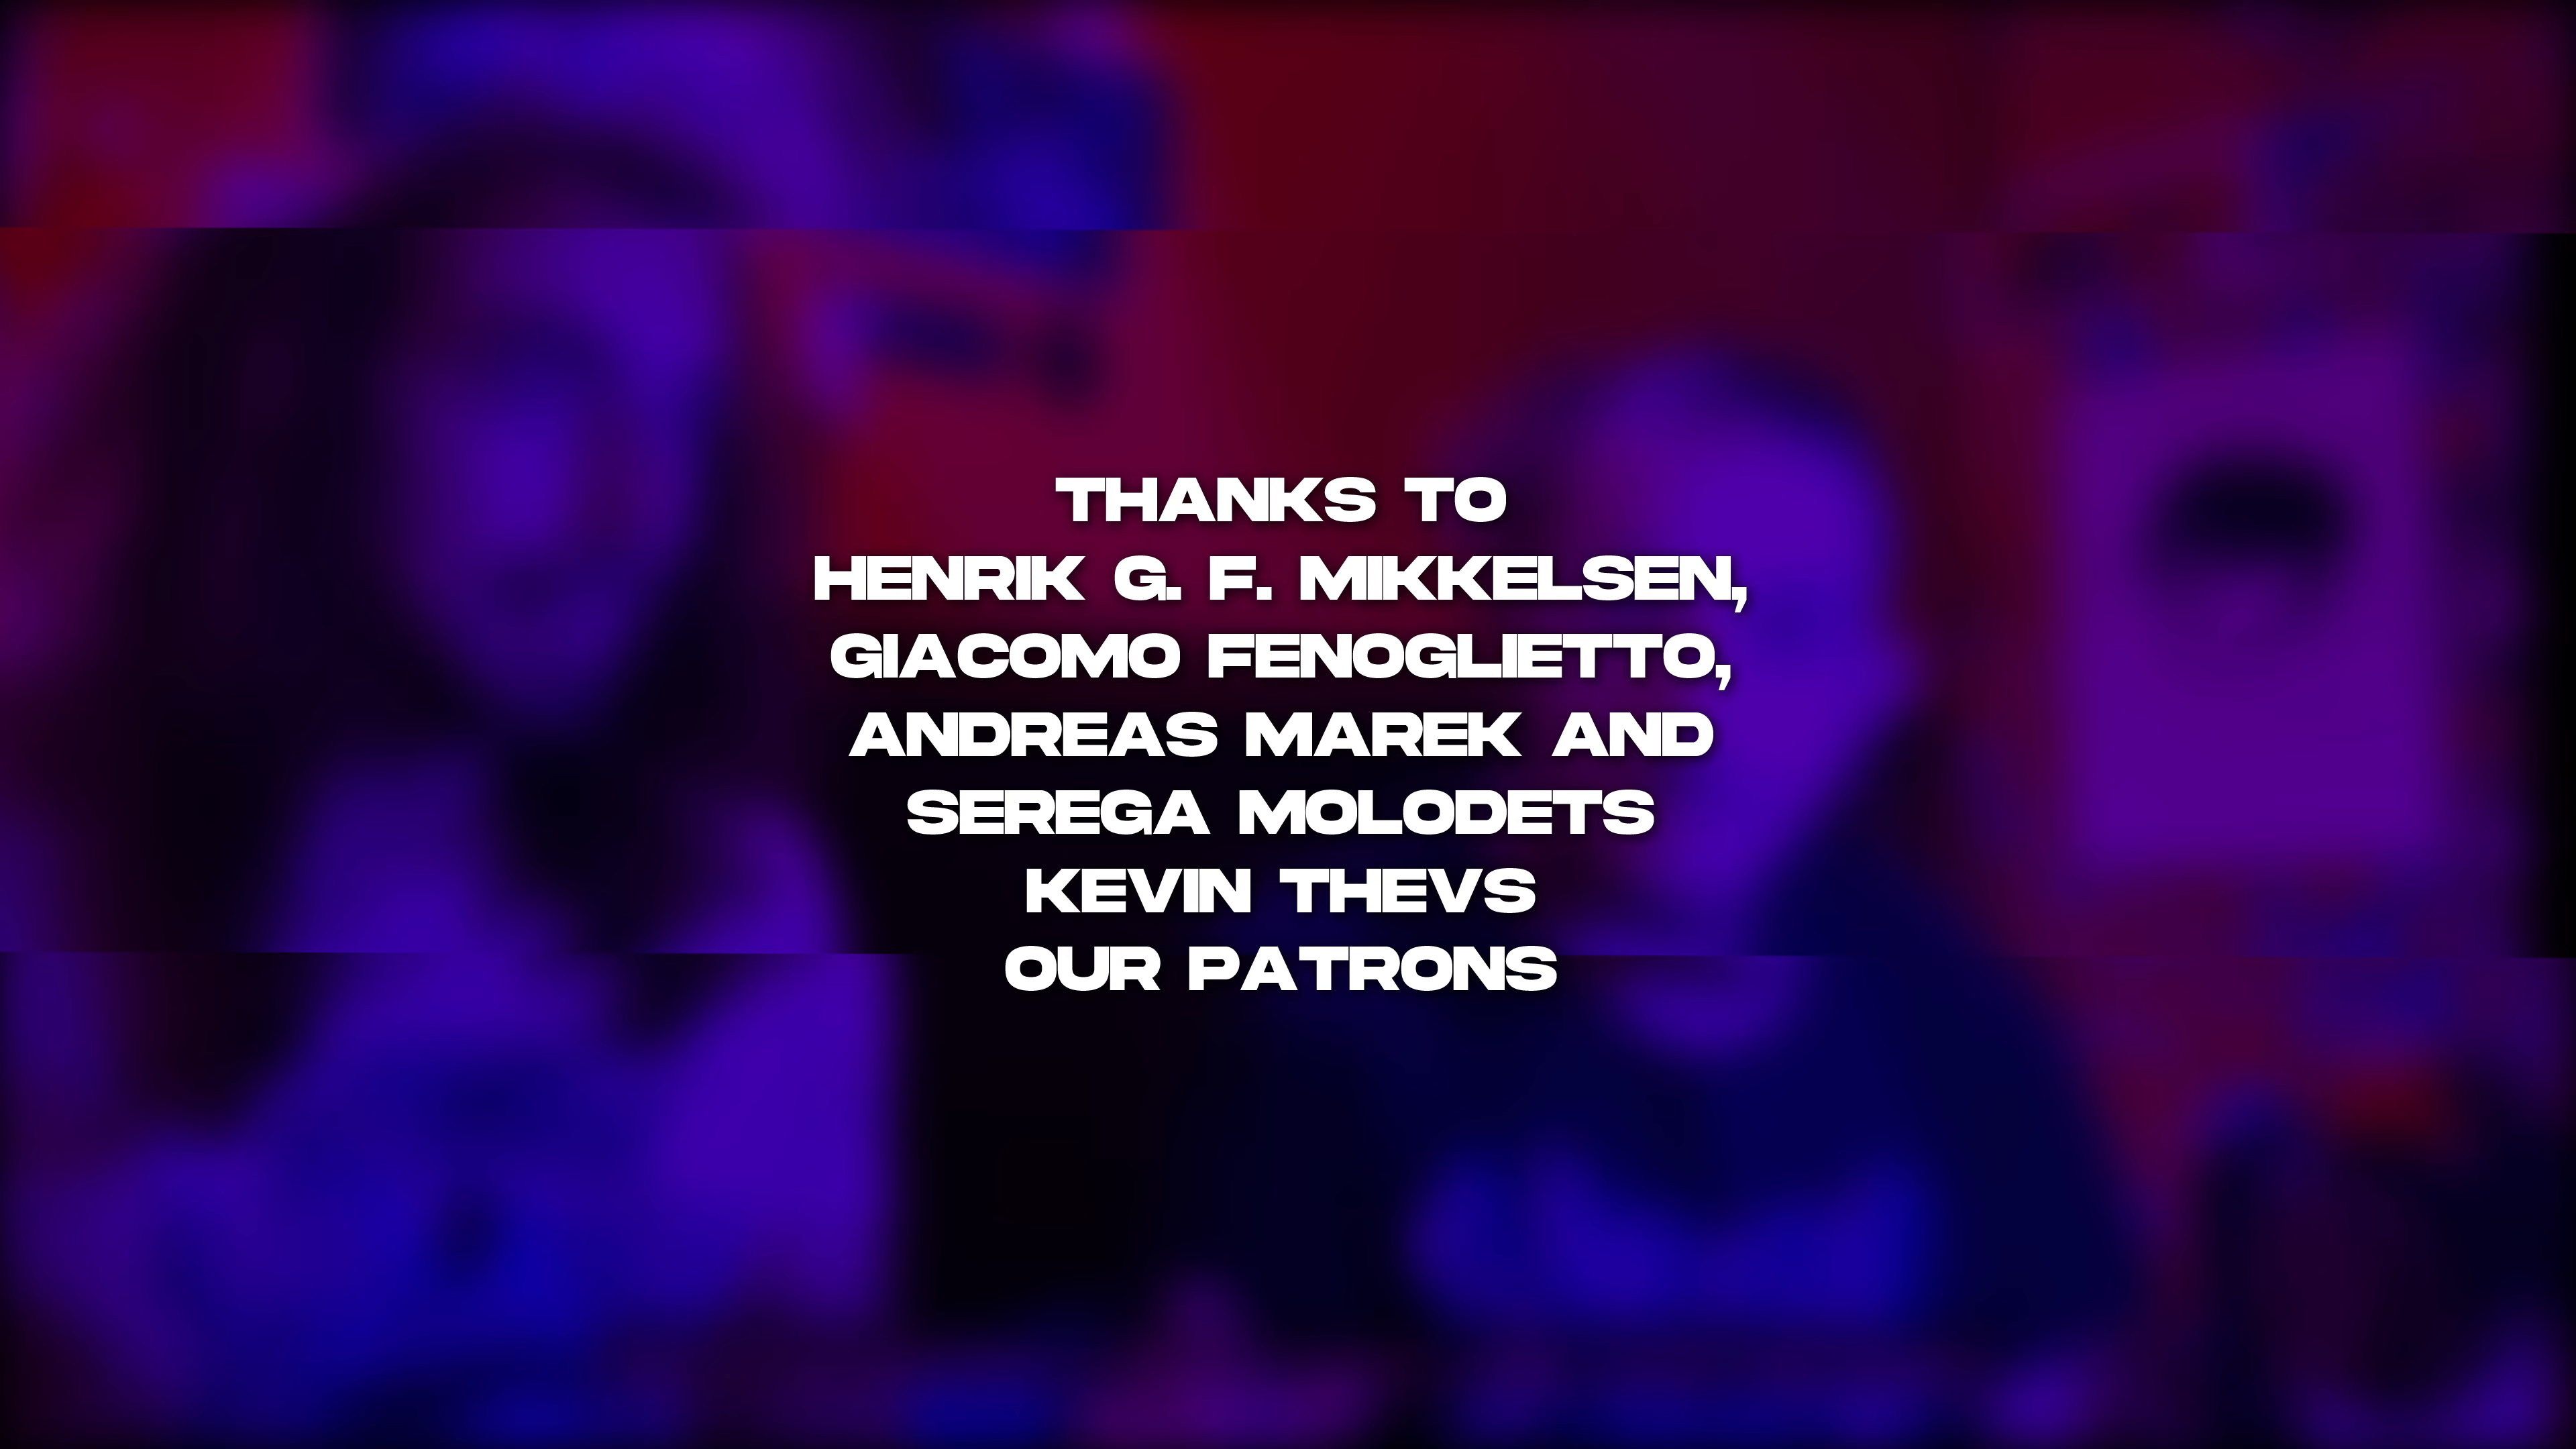 THANKS TO
HENRIK G. F. MIKKELSEN,
GIACOMO FENOGLIETTO,
ANDREAS MAREK AND
SEREGA MOLODETS
KEVIN THEVS
OUR PATRONS